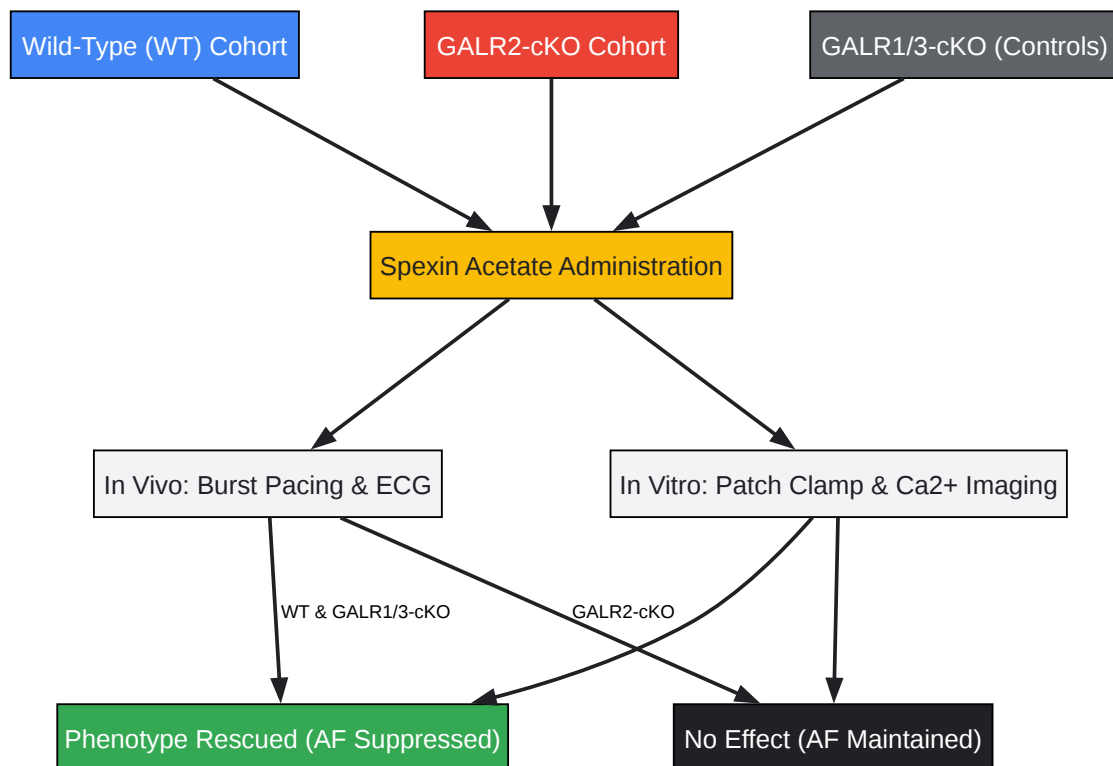 Wild-Type (WT) Cohort
GALR2-cKO Cohort
GALR1/3-cKO (Controls)
Spexin Acetate Administration
In Vivo: Burst Pacing & ECG
In Vitro: Patch Clamp & Ca2+ Imaging
WT & GALR1/3-cKO
GALR2-cKO
Phenotype Rescued (AF Suppressed)
No Effect (AF Maintained)